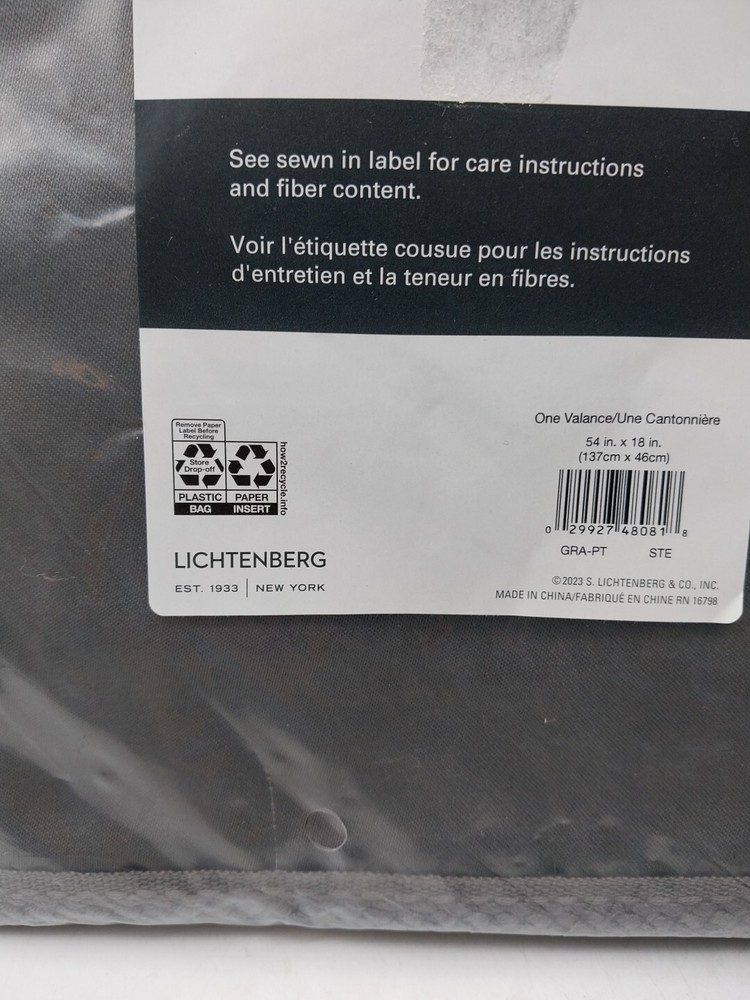 See sewn in label for care instructions
and fiber content.
Voir l'étiquette cousue pour les instructions
d'entretien et la teneur en fibres.
Remove Paper
Label Before
Recycling
Store
Drop-off
PLASTIC
BAG
PAPER
INSERT
how2recycle.info
LICHTENBERG
EST. 1933 | NEW YORK
One Valance/Une Cantonnière
54 in. x 18 in.
(137cm x 46cm)
0 29927 48081 8
GRA-PT STE
©2023 S. LICHTENBERG & CO., INC.
MADE IN CHINA/FABRIQUÉ EN CHINE RN 16798